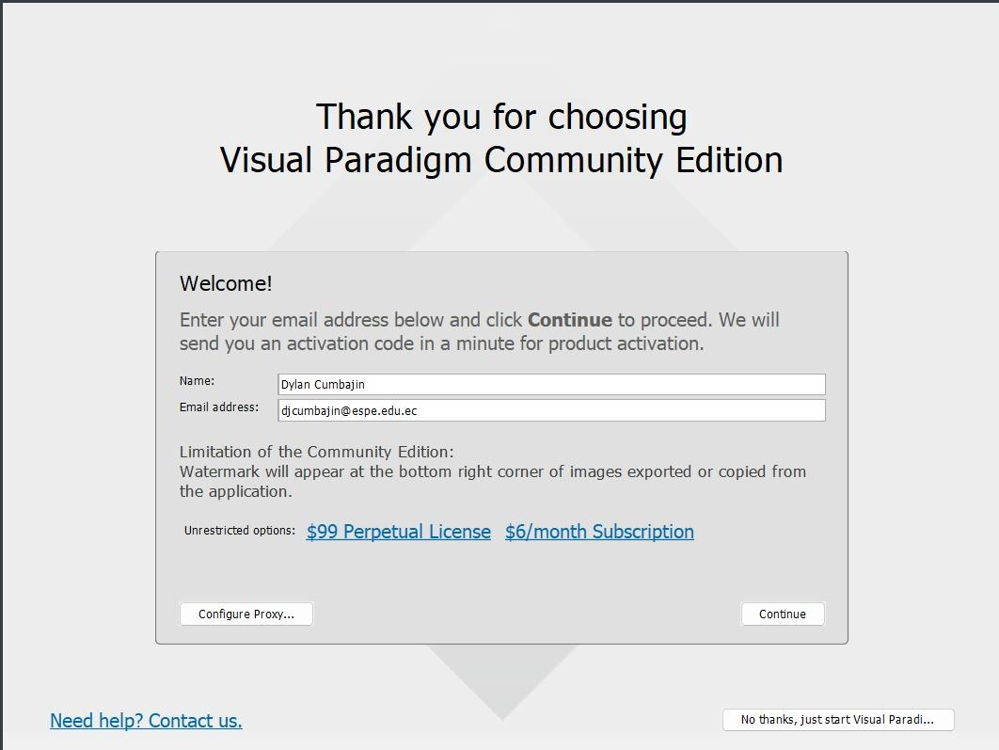 Thank you for choosing
Visual Paradigm Community Edition
Welcome!
Enter your email address below and click Continue to proceed. We will
send you an activation code in a minute for product activation.
Name: Dylan Cumbajin
Email address: djcumbajin@espe.edu.ec
Limitation of the Community Edition:
Watermark will appear at the bottom right corner of images exported or copied from
the application.
Unrestricted options: $99 Perpetual License $6/month Subscription
Configure Proxy... Continue
Need help? Contact us. No thanks, just start Visual Paradi...